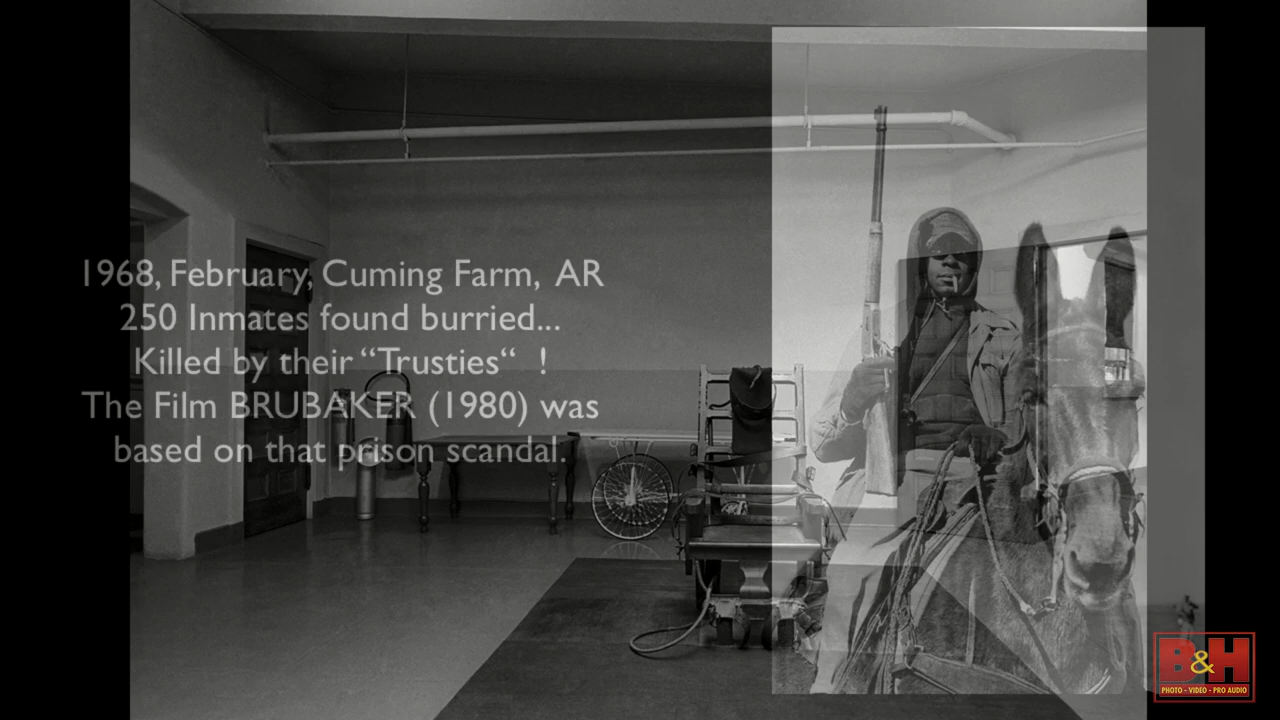 1968, February, Cuming Farm, AR
250 Inmates found burried...
Killed by their “Trusties“ !
The Film BRUBAKER (1980) was
based on that prison scandal.
B&H
PHOTO - VIDEO - PRO AUDIO